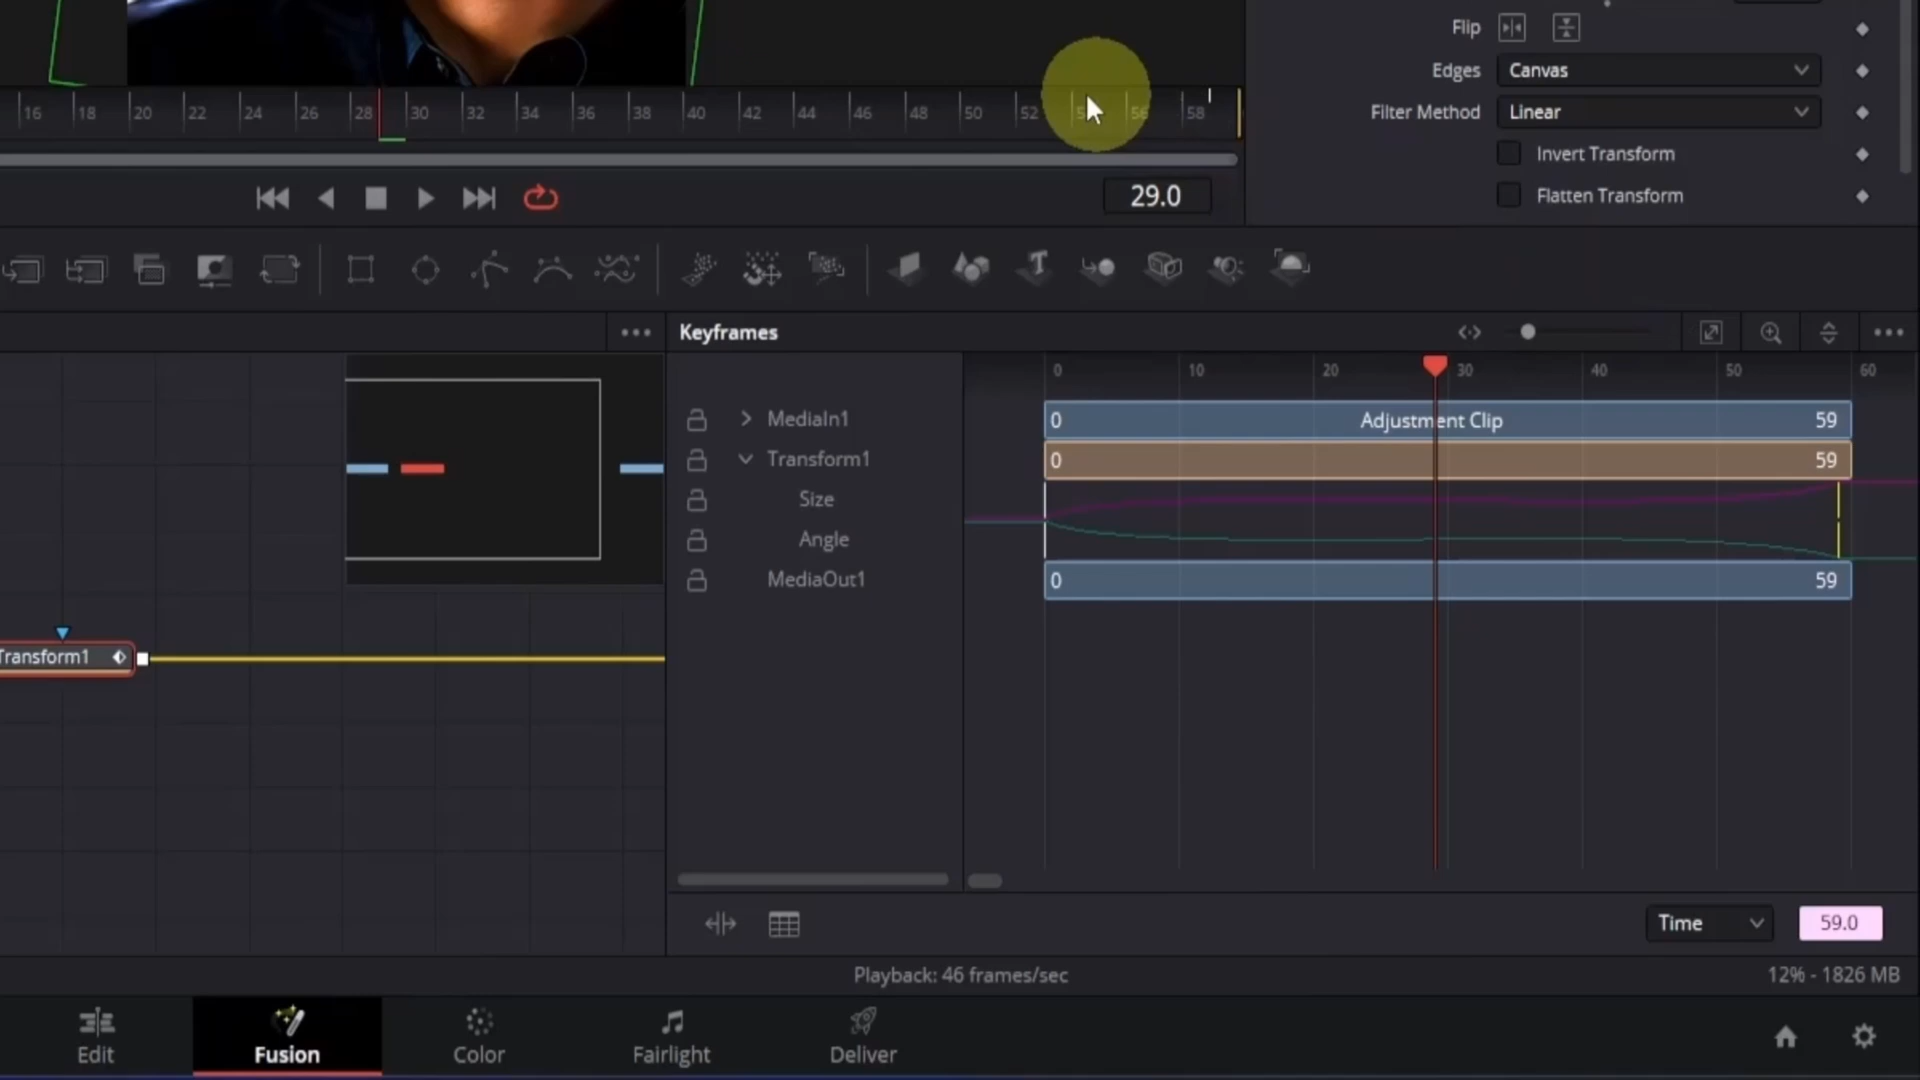 Flip
Edges Canvas
Filter Method Linear
Invert Transform
Flatten Transform
16 18 20 22 24 26 28 30 32 34 36 38 40 42 44 46 48 50 52 56 58
29.0
Keyframes
0 10 20 30 40 50 60
MediaIn1 0 Adjustment Clip 59
Transform1 0 59
Size
Angle
MediaOut1 0 59
Transform1
Time 59.0
Playback: 46 frames/sec
12% - 1826 MB
Edit Fusion Color Fairlight Deliver